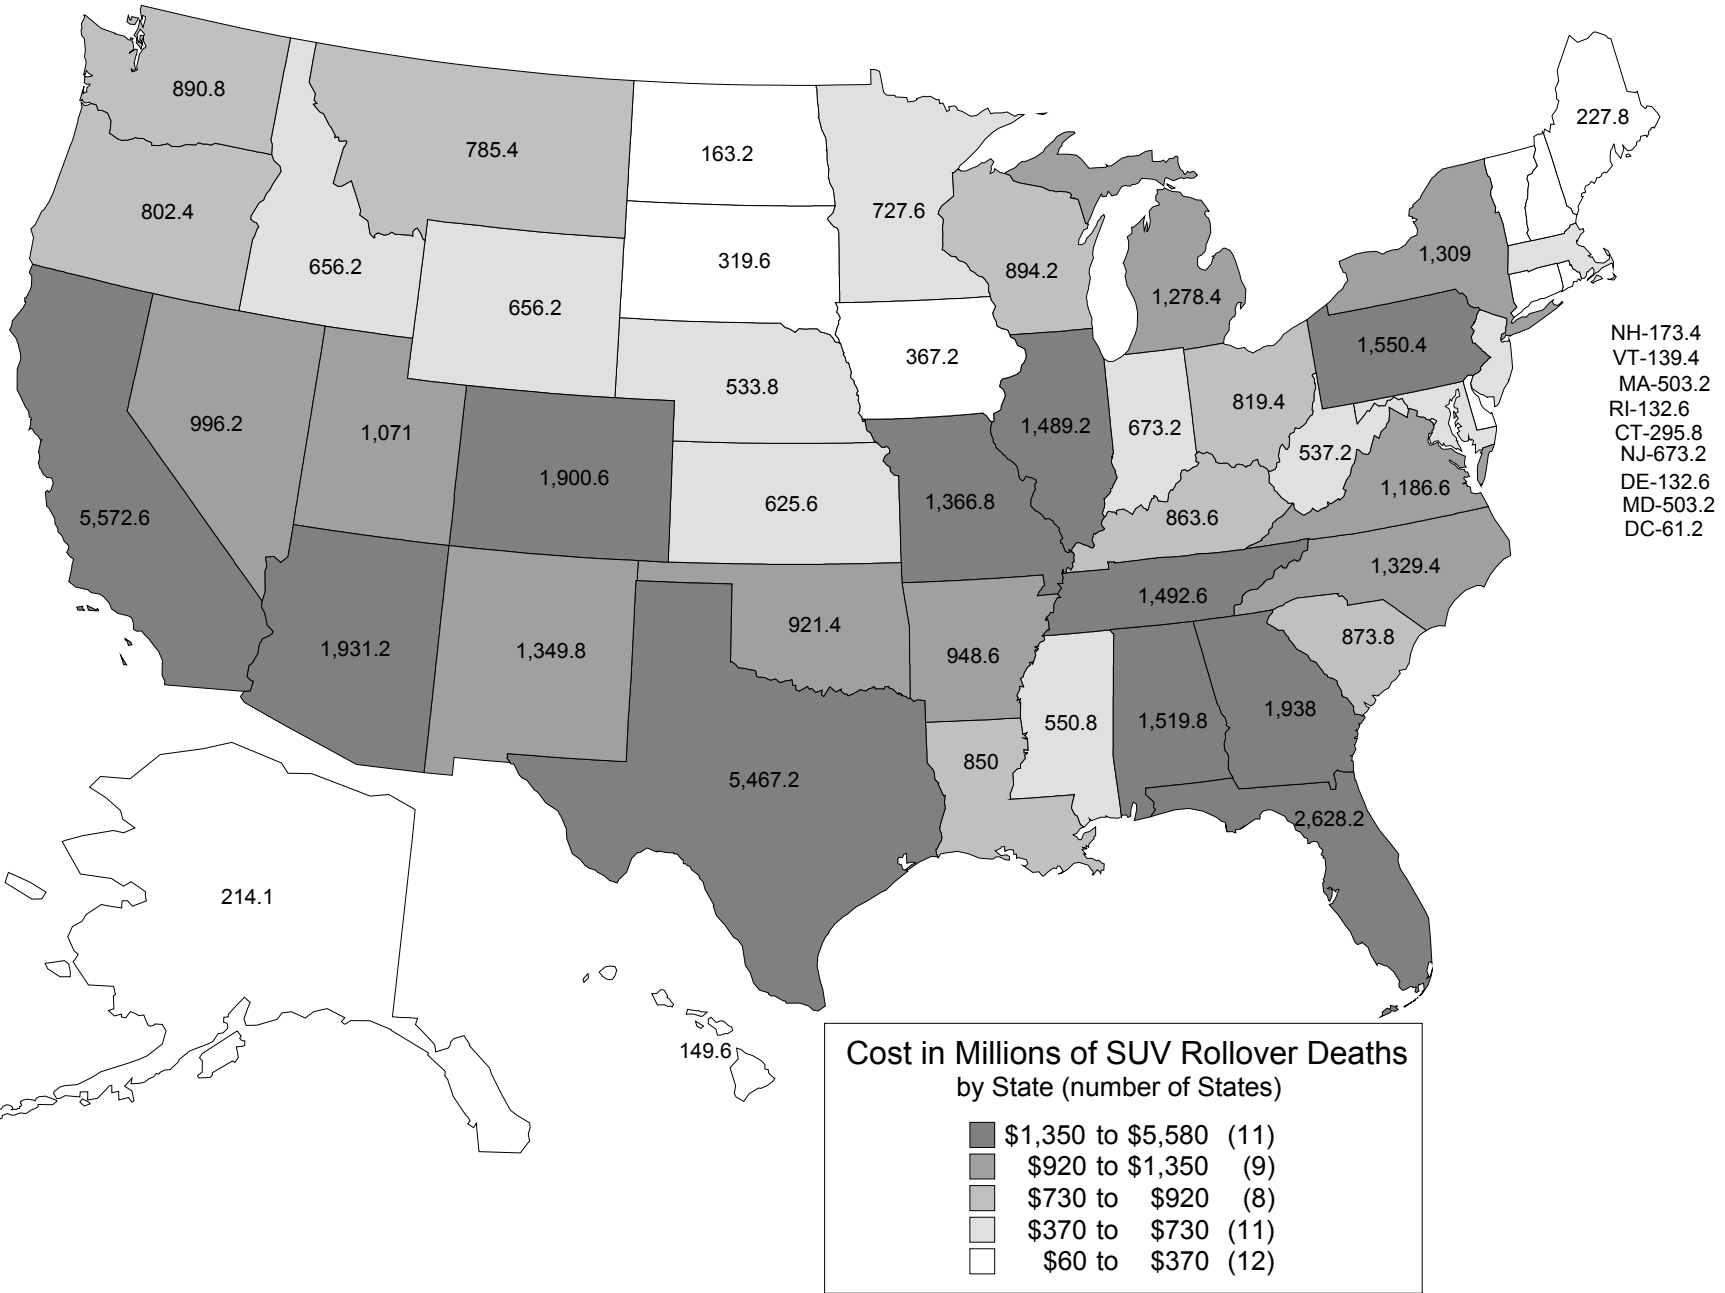 890.8
785.4
163.2
227.8
802.4
727.6
656.2
319.6
894.2
1,309
656.2
1,278.4
NH-173.4
1,550.4
367.2
VT-139.4
533.8
MA-503.2
819.4
RI-132.6
996.2
1,071
1,489.2
673.2
CT-295.8
537.2
NJ-673.2
1,900.6
DE-132.6
1,186.6
625.6
1,366.8
MD-503.2
5,572.6
863.6
DC-61.2
1,329.4
1,492.6
921.4
873.8
1,931.2
1,349.8
948.6
1,938
550.8
1,519.8
850
5,467.2
2,628.2
214.1
149.6
Cost in Millions of SUV Rollover Deaths
by State (number of States)
$1,350 to $5,580 (11)
$920 to $1,350 (9)
$730 to $920 (8)
$370 to $730 (11)
$60 to $370 (12)